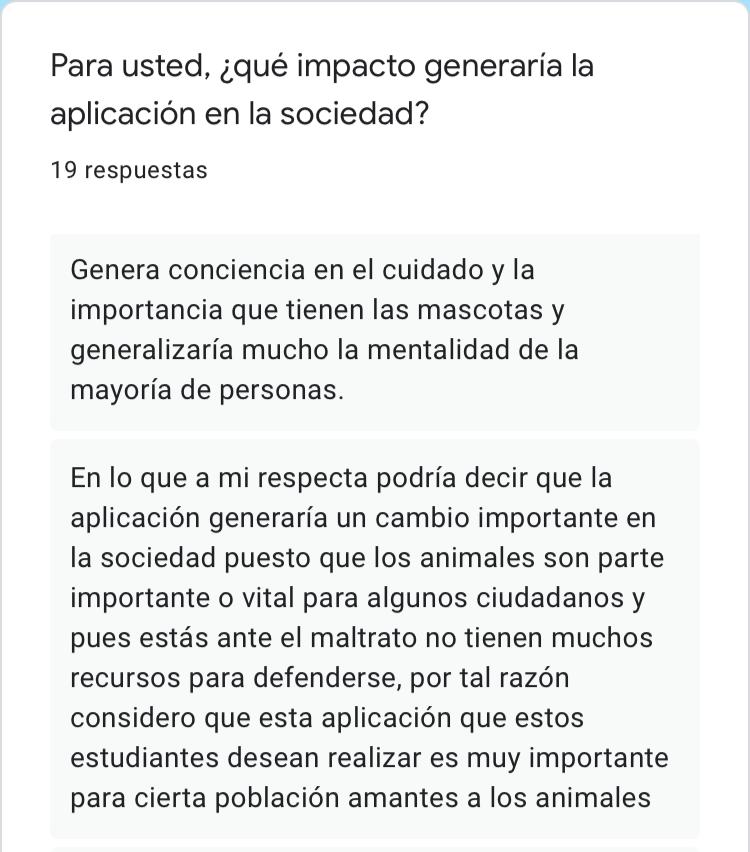 Para usted, ¿qué impacto generaría la
aplicación en la sociedad?
19 respuestas
Genera conciencia en el cuidado y la
importancia que tienen las mascotas y
generalizaría mucho la mentalidad de la
mayoría de personas.
En lo que a mi respecta podría decir que la
aplicación generaría un cambio importante en
la sociedad puesto que los animales son parte
importante o vital para algunos ciudadanos y
pues estás ante el maltrato no tienen muchos
recursos para defenderse, por tal razón
considero que esta aplicación que estos
estudiantes desean realizar es muy importante
para cierta población amantes a los animales